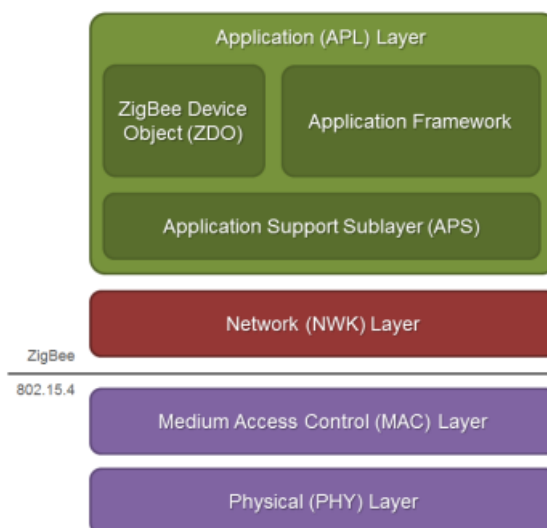 Application (APL) Layer
ZigBee Device
Object (ZDO)
Application Framework
Application Support Sublayer (APS)
Network (NWK) Layer
ZigBee
802.15.4
Medium Access Control (MAC) Layer
Physical (PHY) Layer